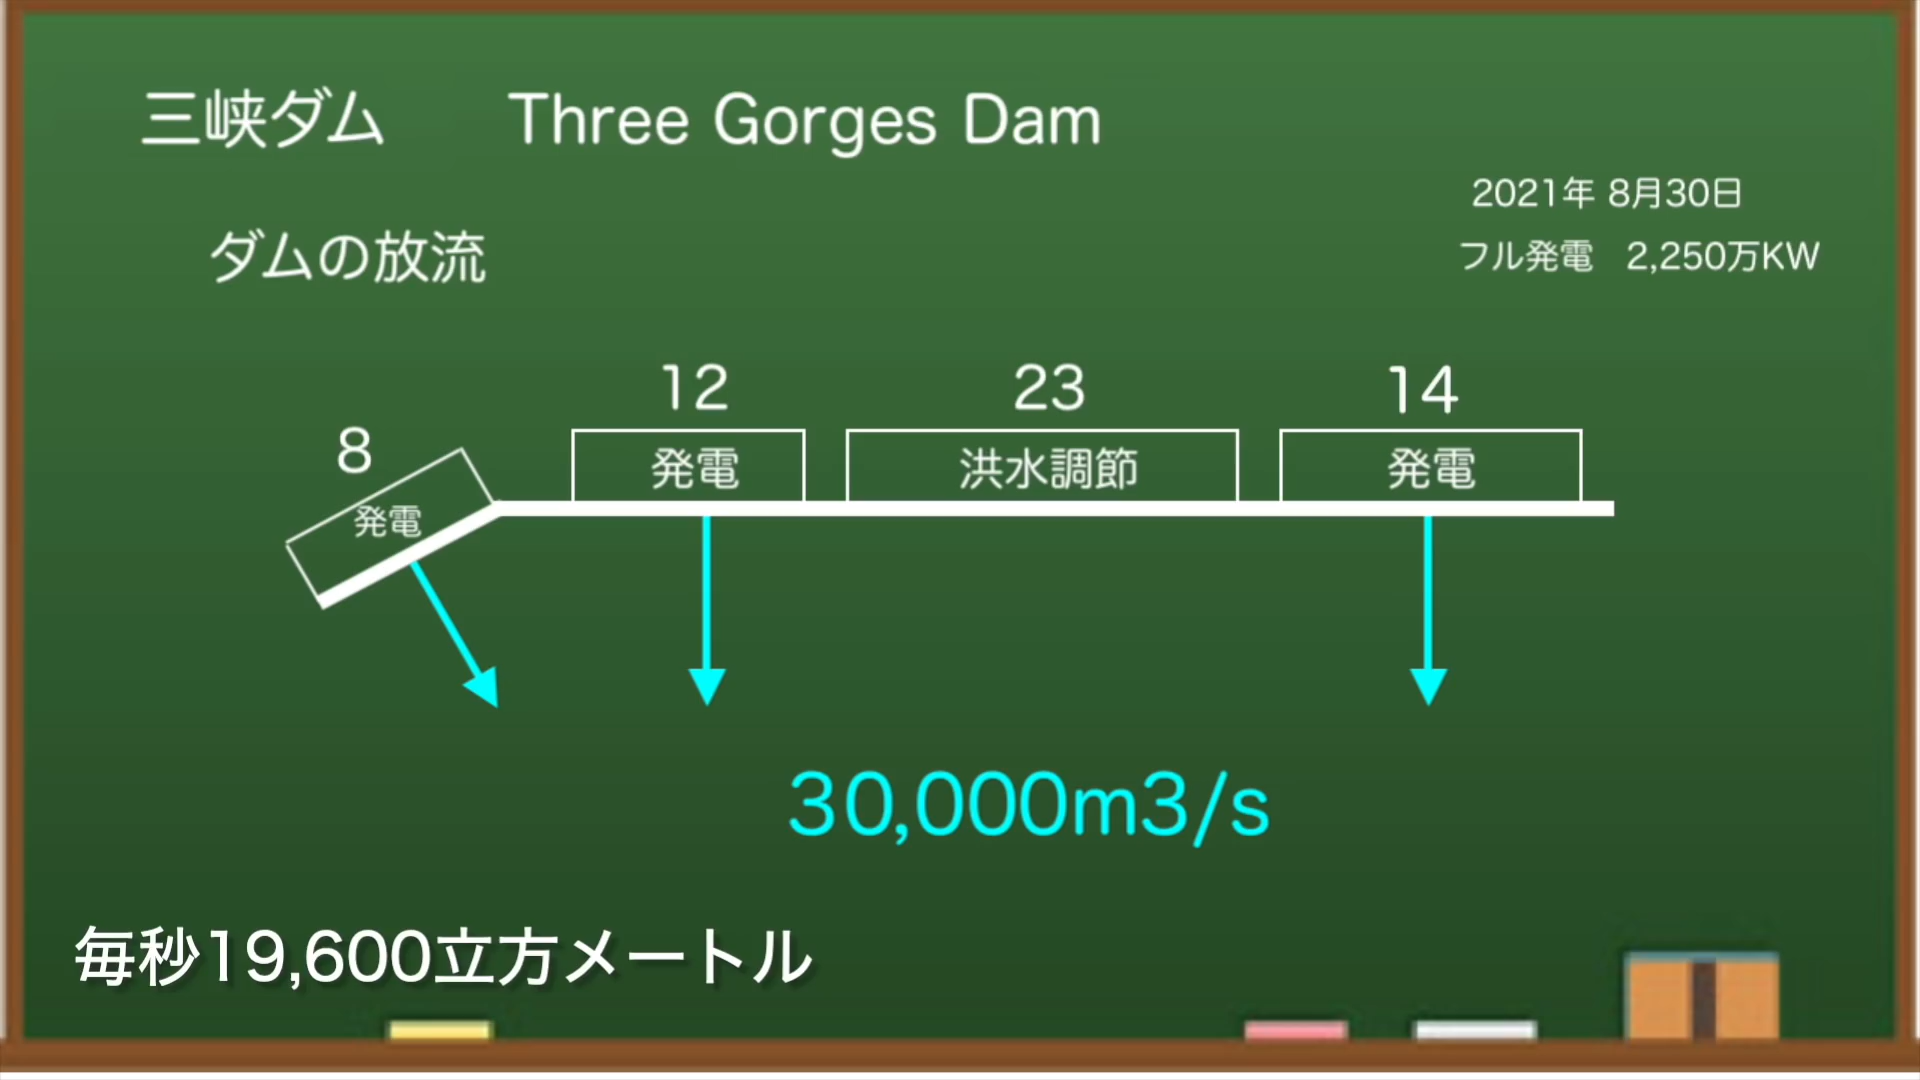 三峡ダム Three Gorges Dam
2021年 8月30日
ダムの放流
フル発電 2,250万KW
8
12
23
14
発電
発電
洪水調節
発電
30,000m3/s
毎秒19,600立方メートル